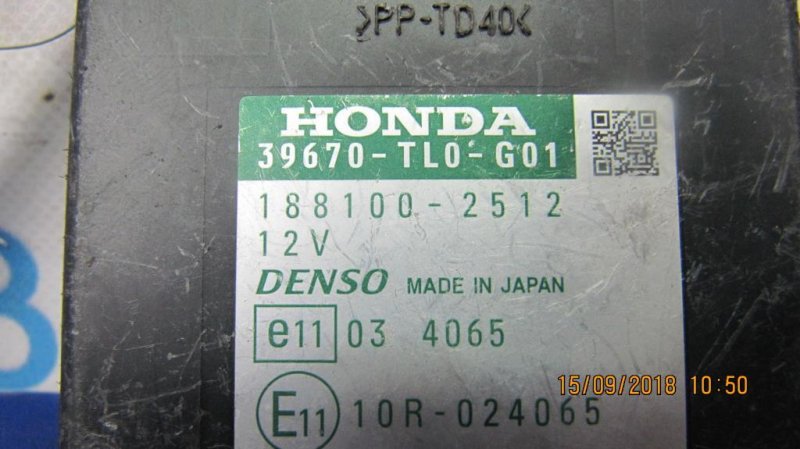 >PP-TD40<
HONDA
39670-TL0-G01
188100-2512
12V
DENSO MADE IN JAPAN
e11 03 4065
15/09/2018 10:50
E11 10R-024065
8